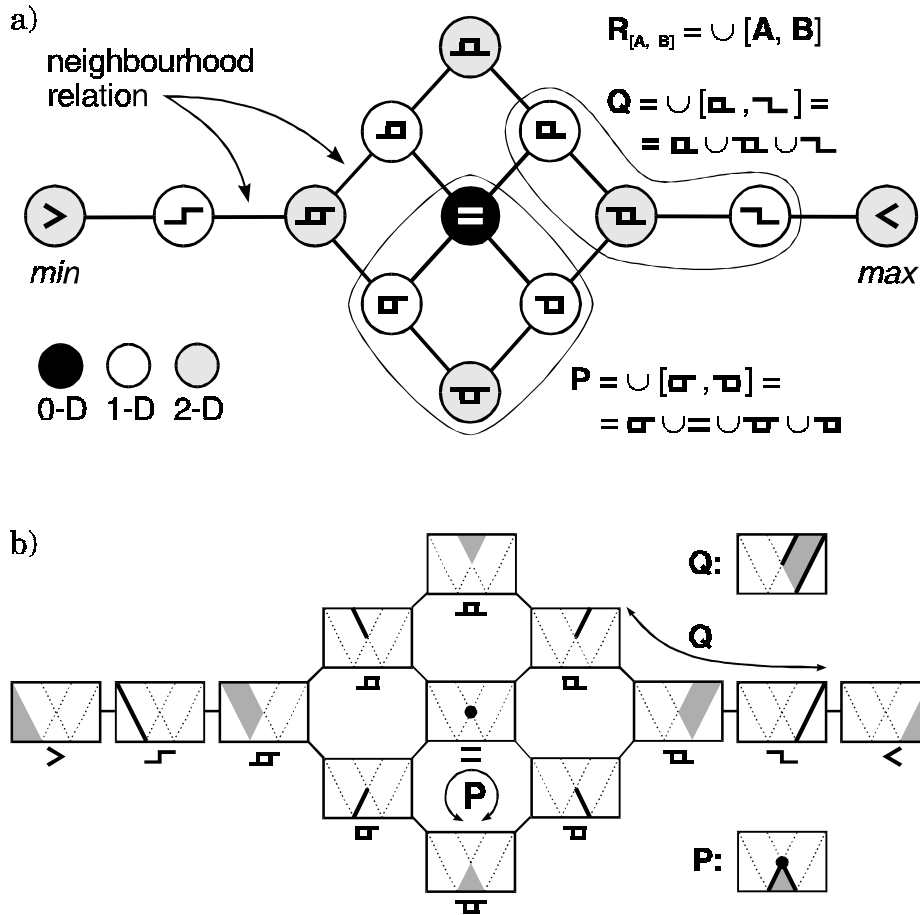 a)
neighbourhood
relation
R[A, B] = ∪ [A, B]
Q = ∪ [ , ] =
= ∪ ∪
> = <
min max
0-D 1-D 2-D
P = ∪ [ , ] =
= ∪ = ∪ ∪
b)
Q:
Q
> = <
P
P: